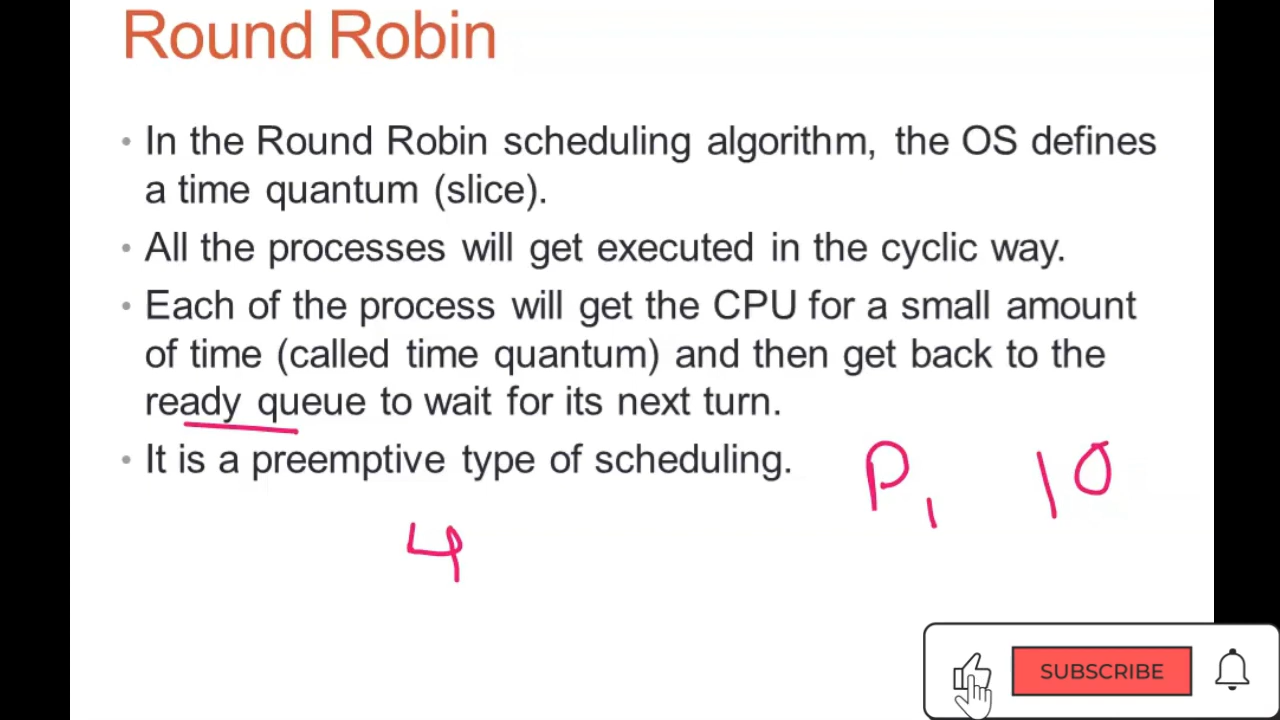 Round Robin
• In the Round Robin scheduling algorithm, the OS defines
a time quantum (slice).
• All the processes will get executed in the cyclic way.
• Each of the process will get the CPU for a small amount
of time (called time quantum) and then get back to the
ready queue to wait for its next turn.
• It is a preemptive type of scheduling.
P1 10
4
SUBSCRIBE